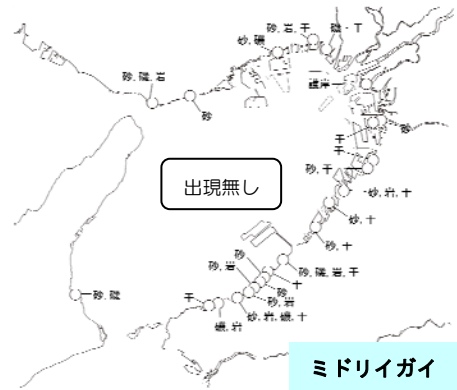 砂, 岩, 干
砂, 礫
礫・干
砂, 礫, 岩
護岸
砂
砂
干
干
砂, 干
出現無し
砂, 岩, 干
砂, 干
砂, 干
砂
砂, 岩
砂, 礫, 岩, 干
干
砂, 礫
砂
干
砂, 岩
礫, 岩
砂, 岩, 礫, 干
ミドリイガイ